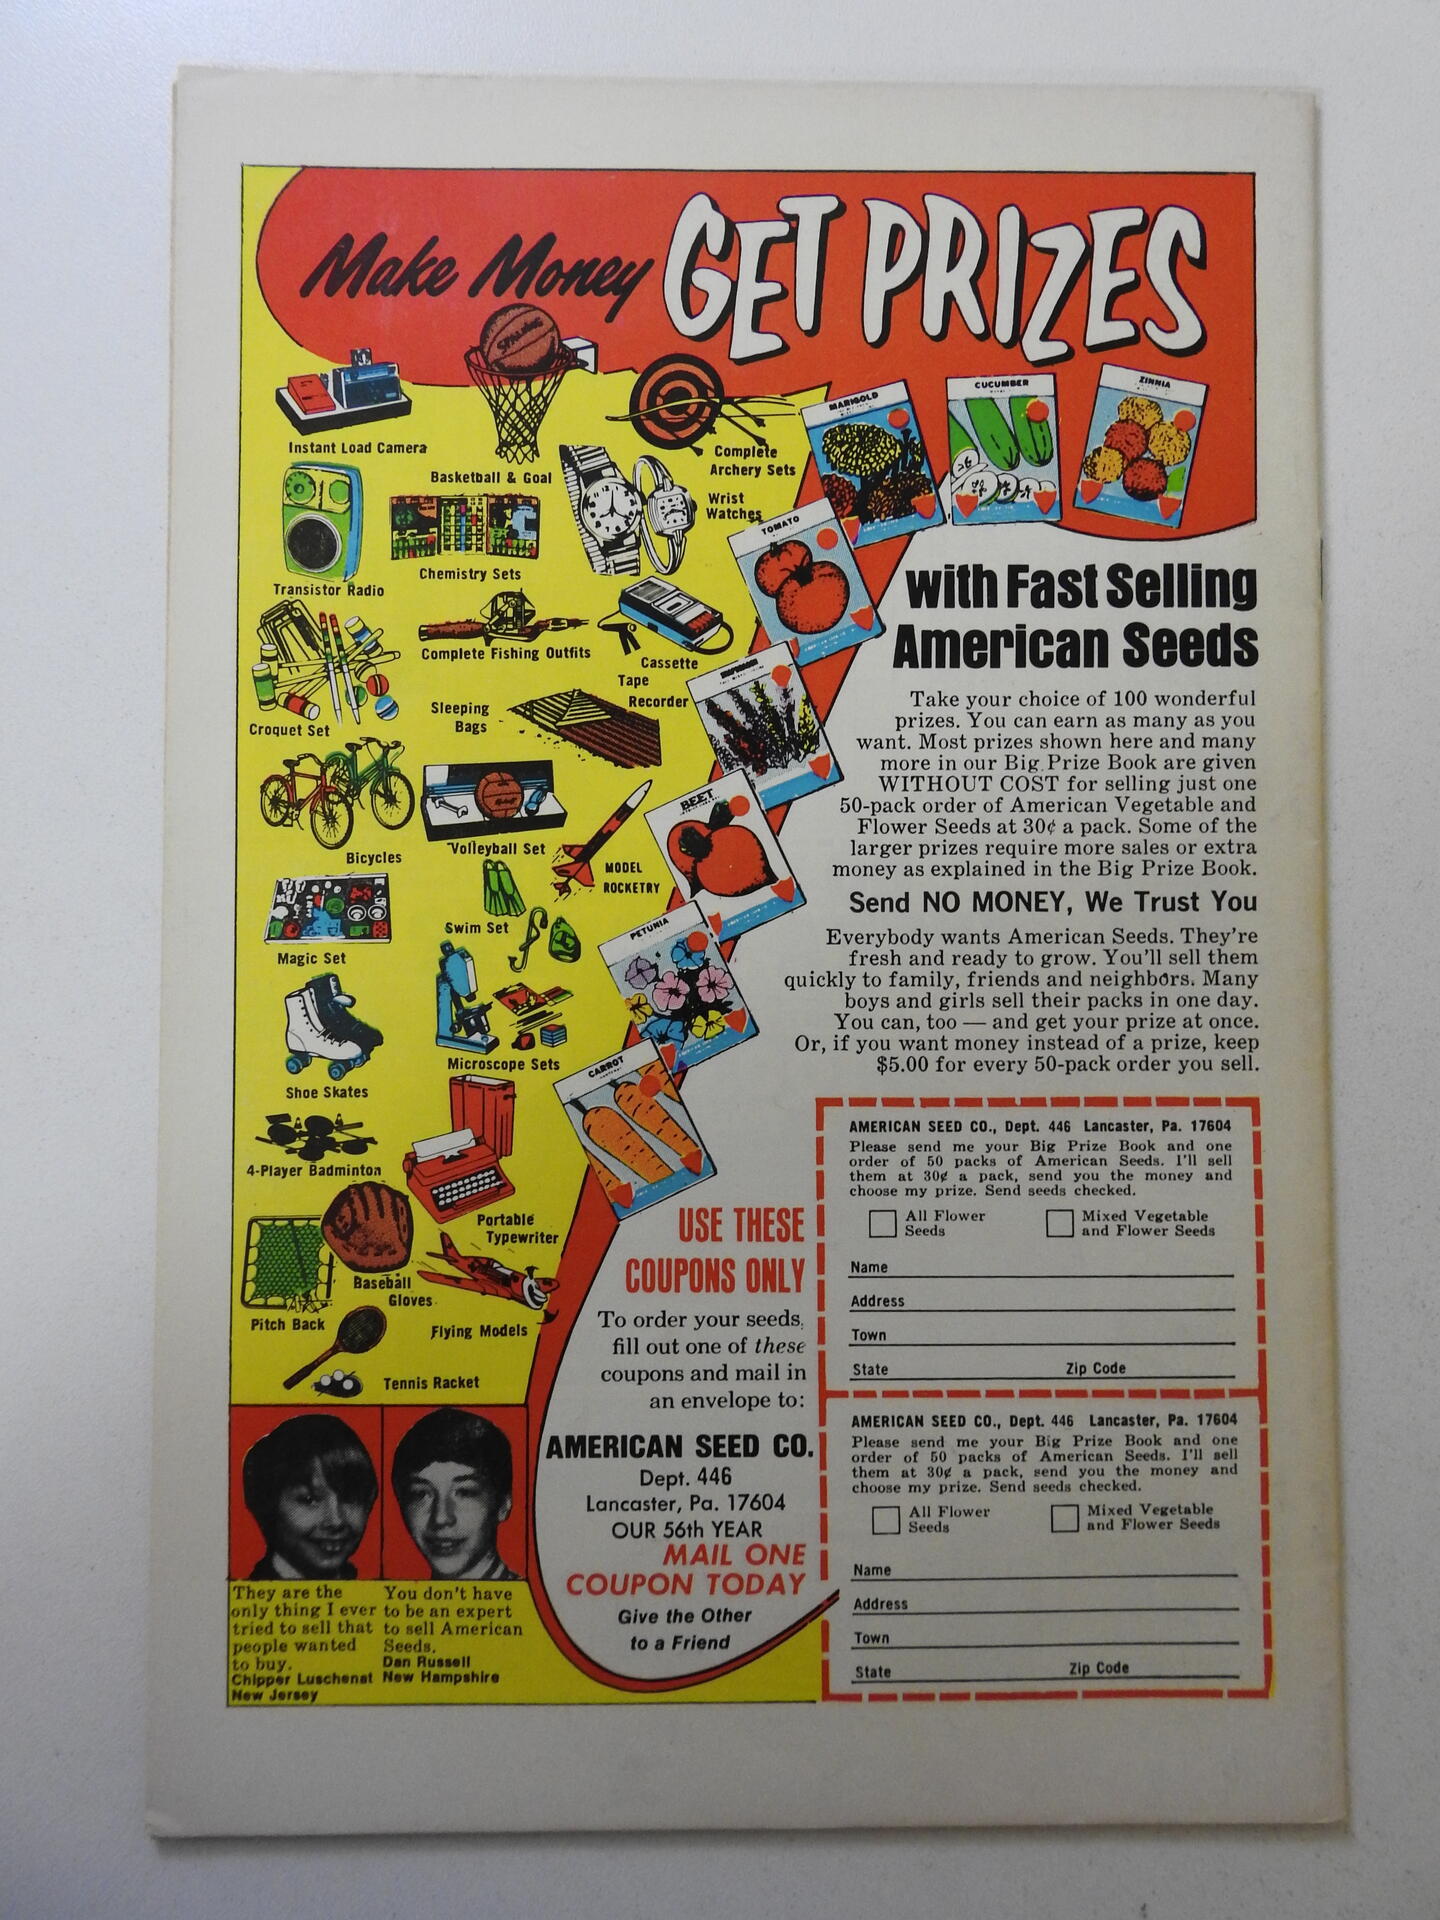 Make Money GET PRIZES
SPALDING
Instant Load Camera
Basketball & Goal
Complete
Archery Sets
MARIGOLD
CUCUMBER
ZINNIA
Transistor Radio
Chemistry Sets
Wrist
Watches
TOMATO
with Fast Selling
American Seeds
Croquet Set
Complete Fishing Outfits
Cassette
Tape
Recorder
Sleeping
Bags
Bicycles
Volleyball Set
MODEL
ROCKETRY
BEET
Magic Set
Swim Set
PETUNIA
Shoe Skates
Microscope Sets
CARROT
4-Player Badminton
Portable
Typewriter
Baseball
Gloves
Pitch Back
Flying Models
Tennis Racket
Take your choice of 100 wonderful
prizes. You can earn as many as you
want. Most prizes shown here and many
more in our Big Prize Book are given
WITHOUT COST for selling just one
50-pack order of American Vegetable and
Flower Seeds at 30¢ a pack. Some of the
larger prizes require more sales or extra
money as explained in the Big Prize Book.
Send NO MONEY, We Trust You
Everybody wants American Seeds. They're
fresh and ready to grow. You'll sell them
quickly to family, friends and neighbors. Many
boys and girls sell their packs in one day.
You can, too — and get your prize at once.
Or, if you want money instead of a prize, keep
$5.00 for every 50-pack order you sell.
USE THESE
COUPONS ONLY
To order your seeds,
fill out one of these
coupons and mail in
an envelope to:
AMERICAN SEED CO.
Dept. 446
Lancaster, Pa. 17604
OUR 56th YEAR
MAIL ONE
COUPON TODAY
Give the Other
to a Friend
They are the
only thing I ever
tried to sell that
people wanted
to buy.
Chipper Luschenat
New Jersey
You don't have
to be an expert
to sell American
Seeds.
Dan Russell
New Hampshire
AMERICAN SEED CO., Dept. 446 Lancaster, Pa. 17604
Please send me your Big Prize Book and one
order of 50 packs of American Seeds. I'll sell
them at 30¢ a pack, send you the money and
choose my prize. Send seeds checked.
All Flower
Seeds
Mixed Vegetable
and Flower Seeds
Name
Address
Town
State Zip Code
AMERICAN SEED CO., Dept. 446 Lancaster, Pa. 17604
Please send me your Big Prize Book and one
order of 50 packs of American Seeds. I'll sell
them at 30¢ a pack, send you the money and
choose my prize. Send seeds checked.
All Flower
Seeds
Mixed Vegetable
and Flower Seeds
Name
Address
Town
State Zip Code